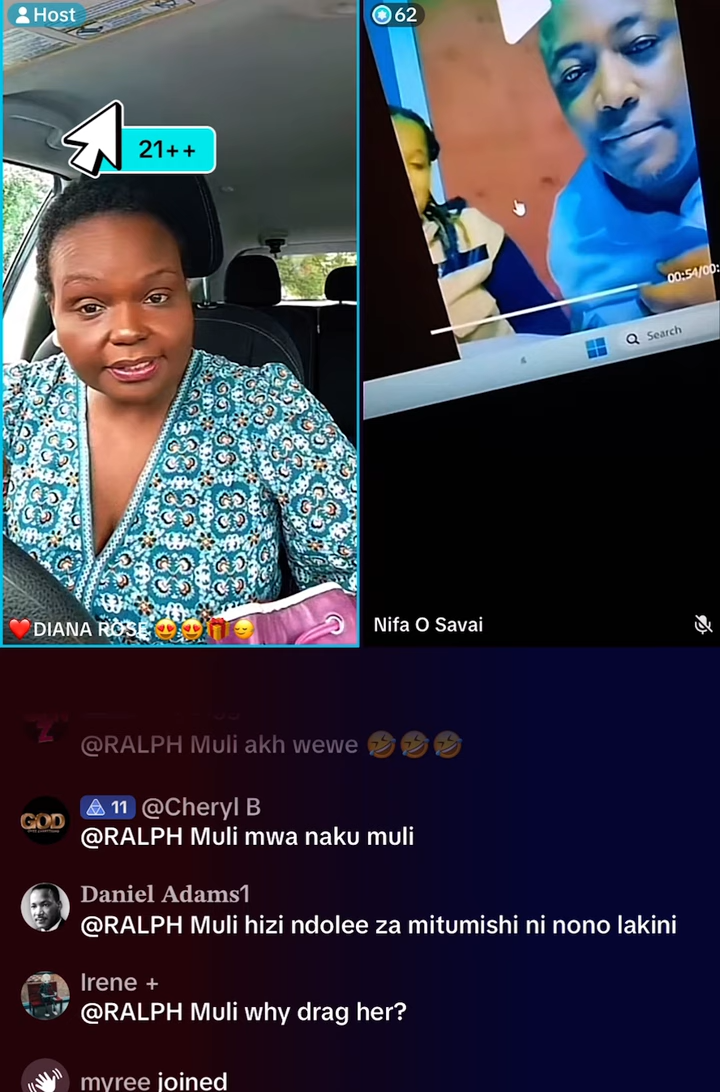 Host
62
21++
00:54/00:
Search
❤️DIANA ROSE 😍😍🎁😏
Nifa O Savai
@RALPH Muli akh wewe 🤣🤣🤣
GOD
11 @Cheryl B
@RALPH Muli mwa naku muli
Daniel Adams1
@RALPH Muli hizi ndolee za mitumishi ni nono lakini
Irene +
@RALPH Muli why drag her?
myree joined